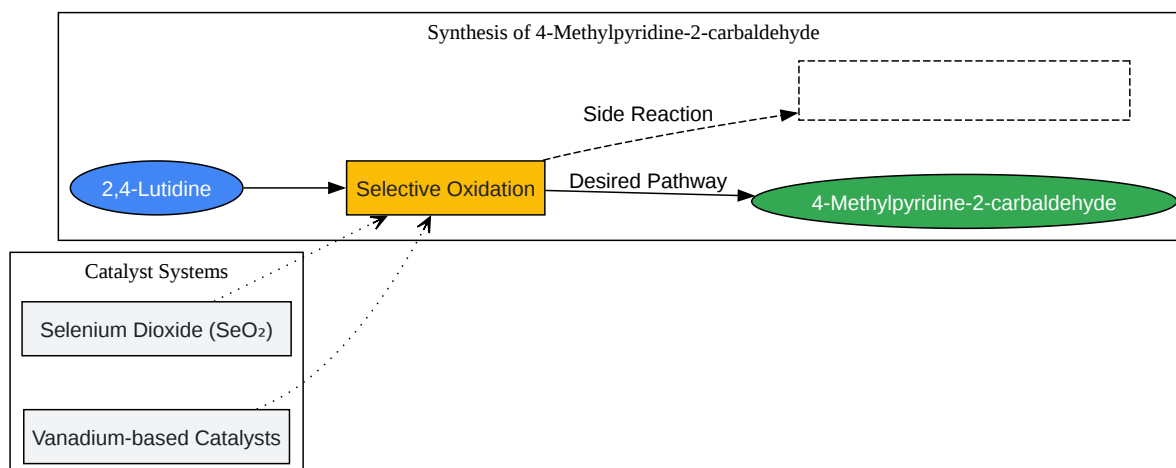 Synthesis of 4-Methylpyridine-2-carbaldehyde
Side Reaction
2,4-Lutidine
Selective Oxidation
Desired Pathway
4-Methylpyridine-2-carbaldehyde
Catalyst Systems
Selenium Dioxide (SeO₂)
Vanadium-based Catalysts